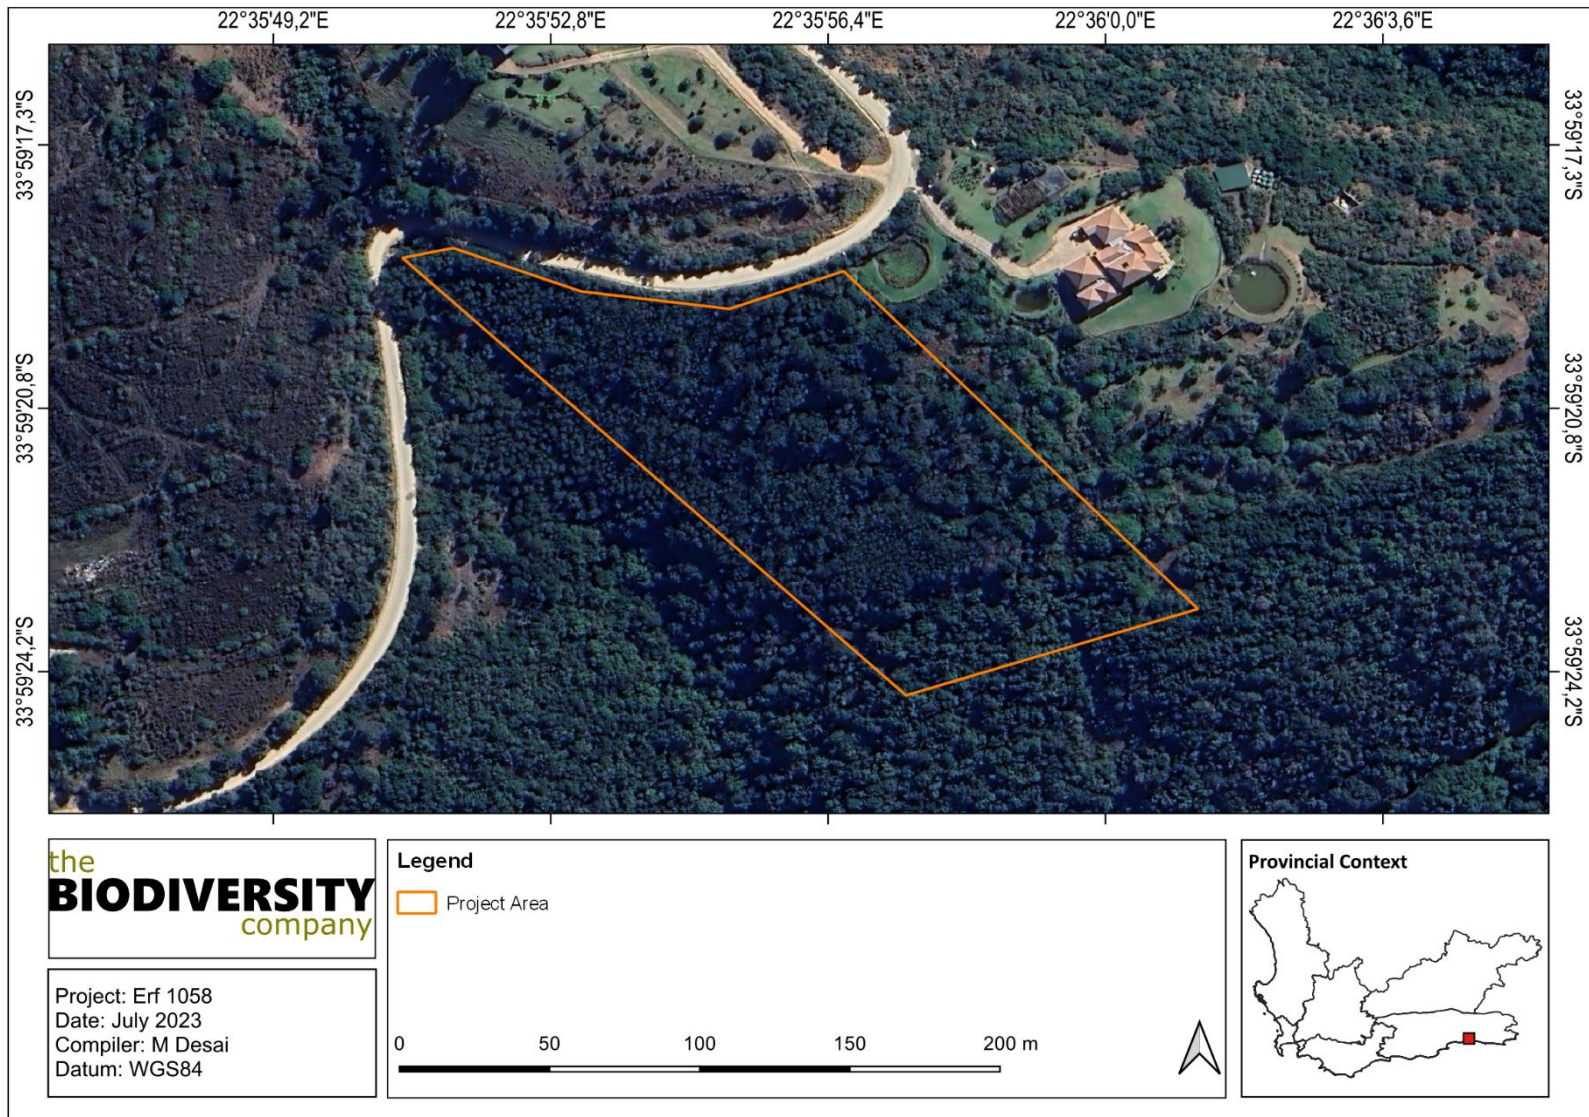 22°35'49,2"E 22°35'52,8"E 22°35'56,4"E 22°36'0,0"E 22°36'3,6"E
33°59'17,3"S
33°59'17,3"S
33°59'20,8"S
33°59'20,8"S
33°59'24,2"S
33°59'24,2"S
the
BIODIVERSITY
company
Project: Erf 1058
Date: July 2023
Compiler: M Desai
Datum: WGS84
Legend
Project Area
0 50 100 150 200 m
Provincial Context